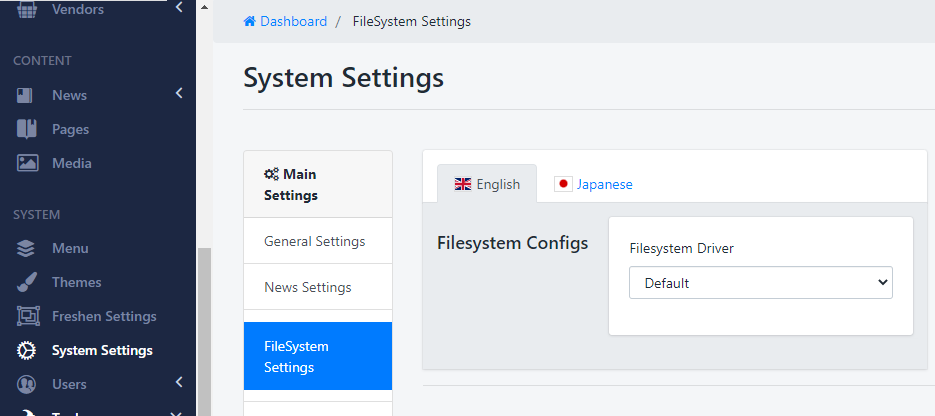 Vendors
CONTENT
News
Pages
Media
SYSTEM
Menu
Themes
Freshen Settings
System Settings
Users
Dashboard / FileSystem Settings
System Settings
Main
Settings
General Settings
News Settings
FileSystem
Settings
English Japanese
Filesystem Configs
Filesystem Driver
Default